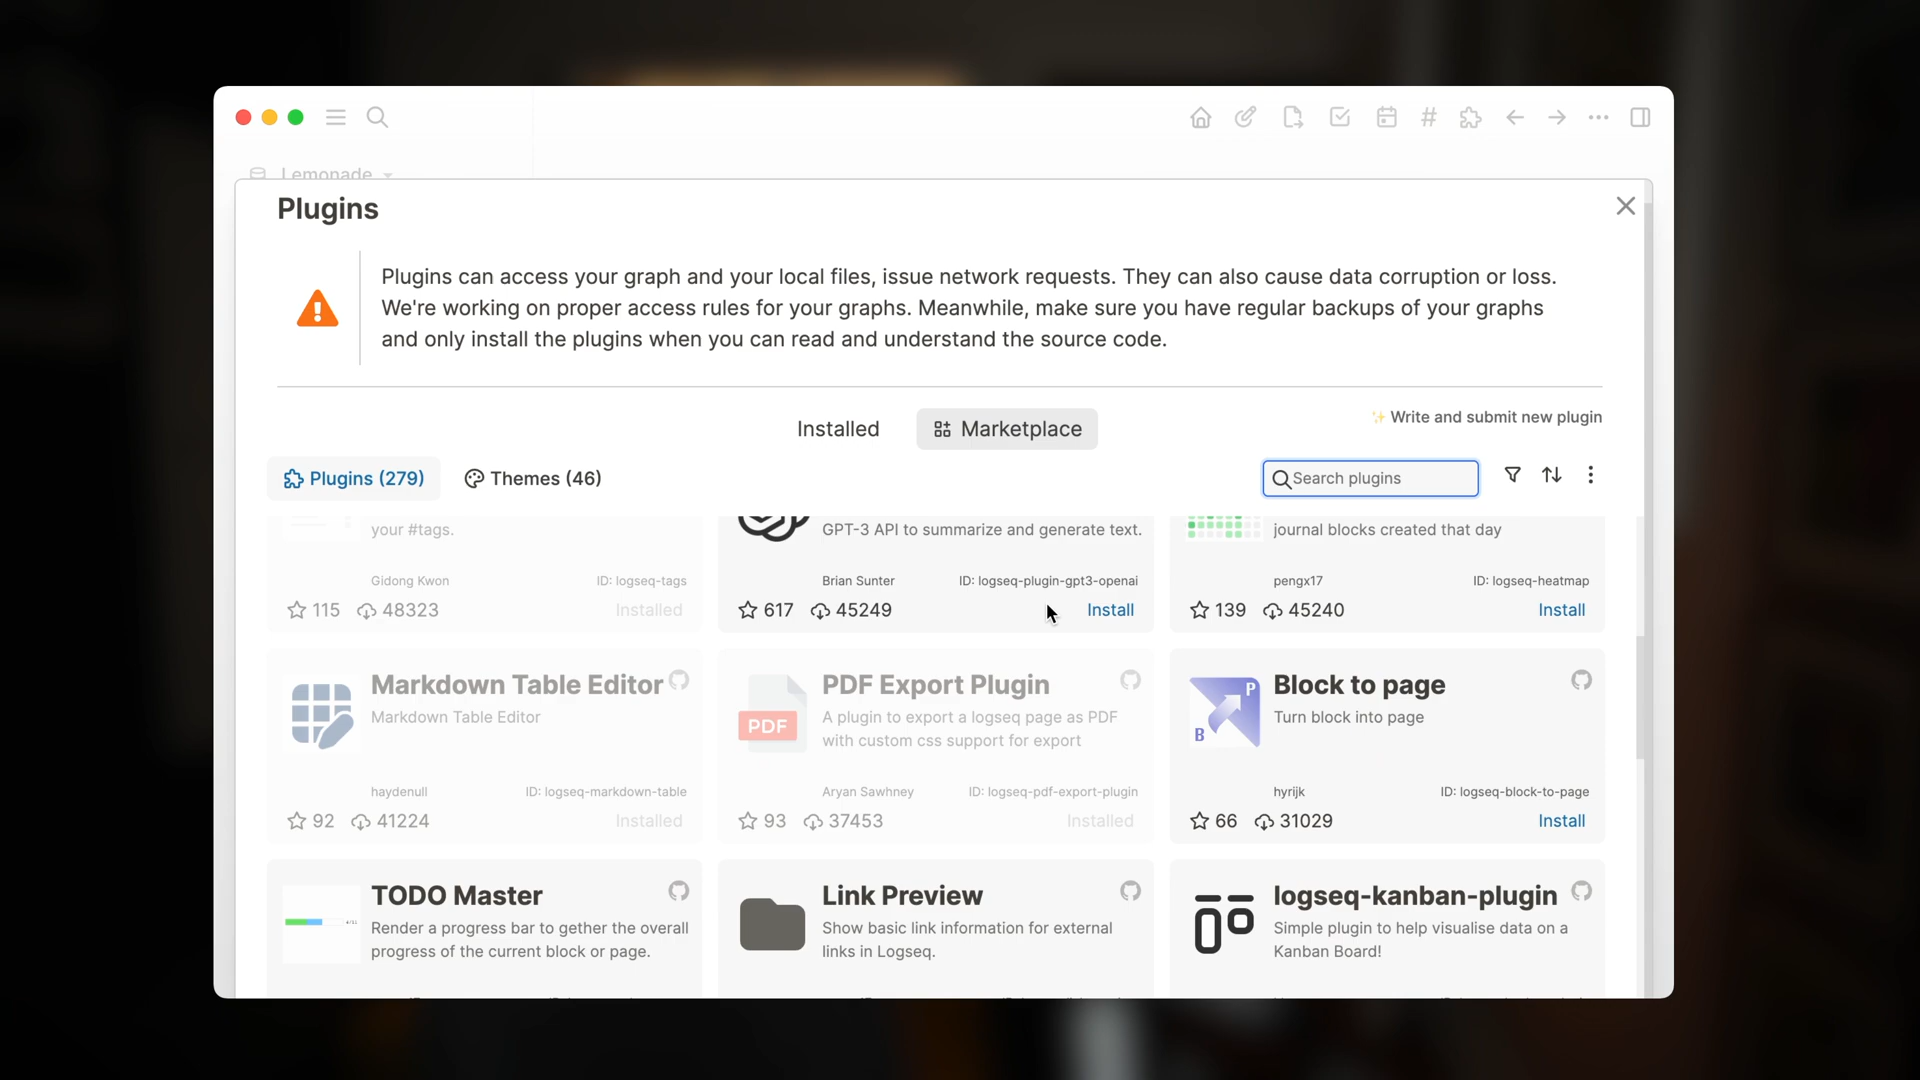 Lemonade
Plugins
Plugins can access your graph and your local files, issue network requests. They can also cause data corruption or loss.
We're working on proper access rules for your graphs. Meanwhile, make sure you have regular backups of your graphs
and only install the plugins when you can read and understand the source code.
Installed
Marketplace
✨ Write and submit new plugin
Plugins (279)
Themes (46)
Search plugins
your #tags.
Gidong Kwon
ID: logseq-tags
115
48323
Installed
GPT-3 API to summarize and generate text.
Brian Sunter
ID: logseq-plugin-gpt3-openai
617
45249
Install
journal blocks created that day
pengx17
ID: logseq-heatmap
139
45240
Install
Markdown Table Editor
Markdown Table Editor
haydenull
ID: logseq-markdown-table
92
41224
Installed
PDF
PDF Export Plugin
A plugin to export a logseq page as PDF
with custom css support for export
Aryan Sawhney
ID: logseq-pdf-export-plugin
93
37453
Installed
P
B
Block to page
Turn block into page
hyrijk
ID: logseq-block-to-page
66
31029
Install
TODO Master
Render a progress bar to gether the overall
progress of the current block or page.
Link Preview
Show basic link information for external
links in Logseq.
logseq-kanban-plugin
Simple plugin to help visualise data on a
Kanban Board!